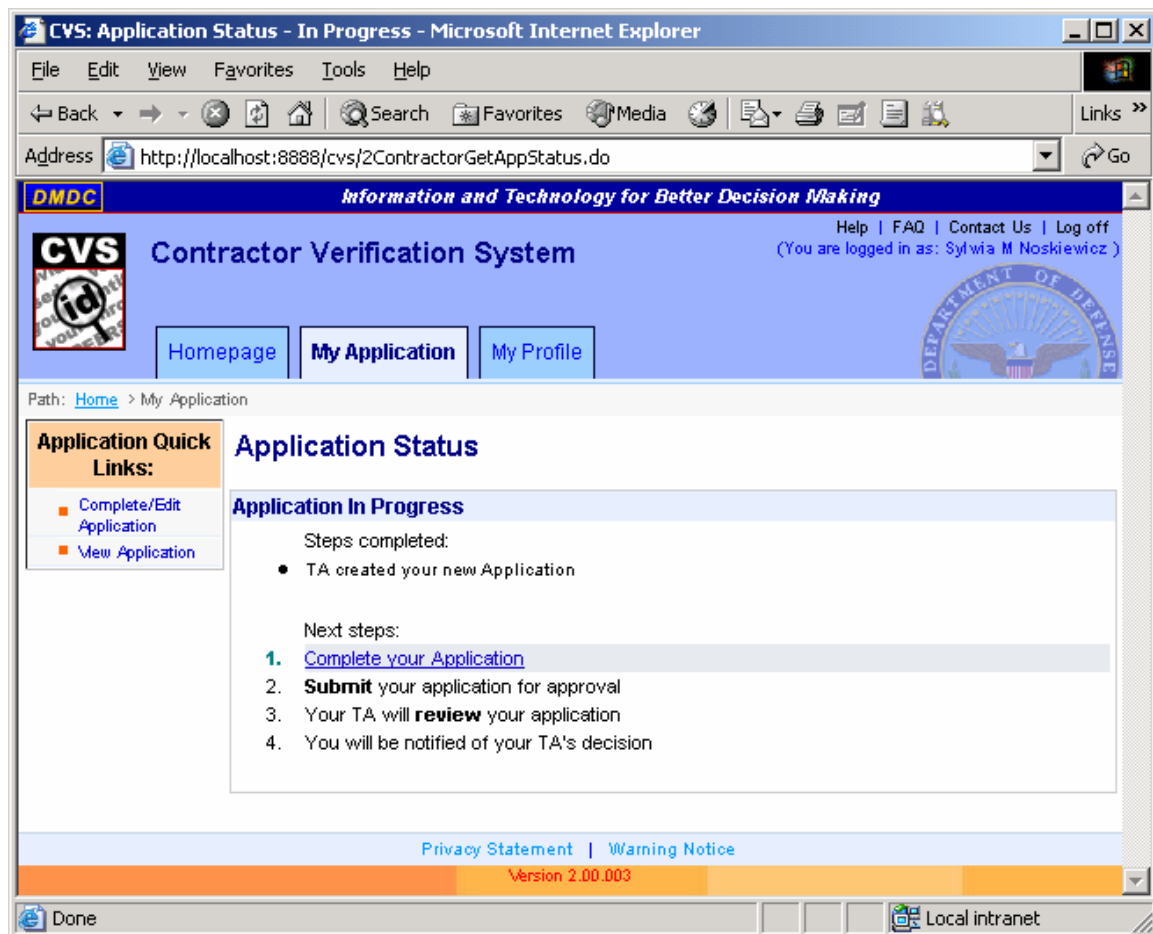 CVS: Application Status - In Progress - Microsoft Internet Explorer
File Edit View Favorites Tools Help
Back Search Favorites Media Links »
Address http://localhost:8888/cvs/2ContractorGetAppStatus.do Go
DMDC Information and Technology for Better Decision Making
Help | FAQ | Contact Us | Log off
(You are logged in as: Sylwia M Noskiewicz )
CVS
id
Contractor Verification System
DEPARTMENT OF DEFENSE
Homepage My Application My Profile
Path: Home > My Application
Application Quick Links:
Complete/Edit Application
View Application
Application Status
Application In Progress
Steps completed:
• TA created your new Application
Next steps:
1. Complete your Application
2. Submit your application for approval
3. Your TA will review your application
4. You will be notified of your TA's decision
Privacy Statement | Warning Notice
Version 2.00.003
Done Local intranet